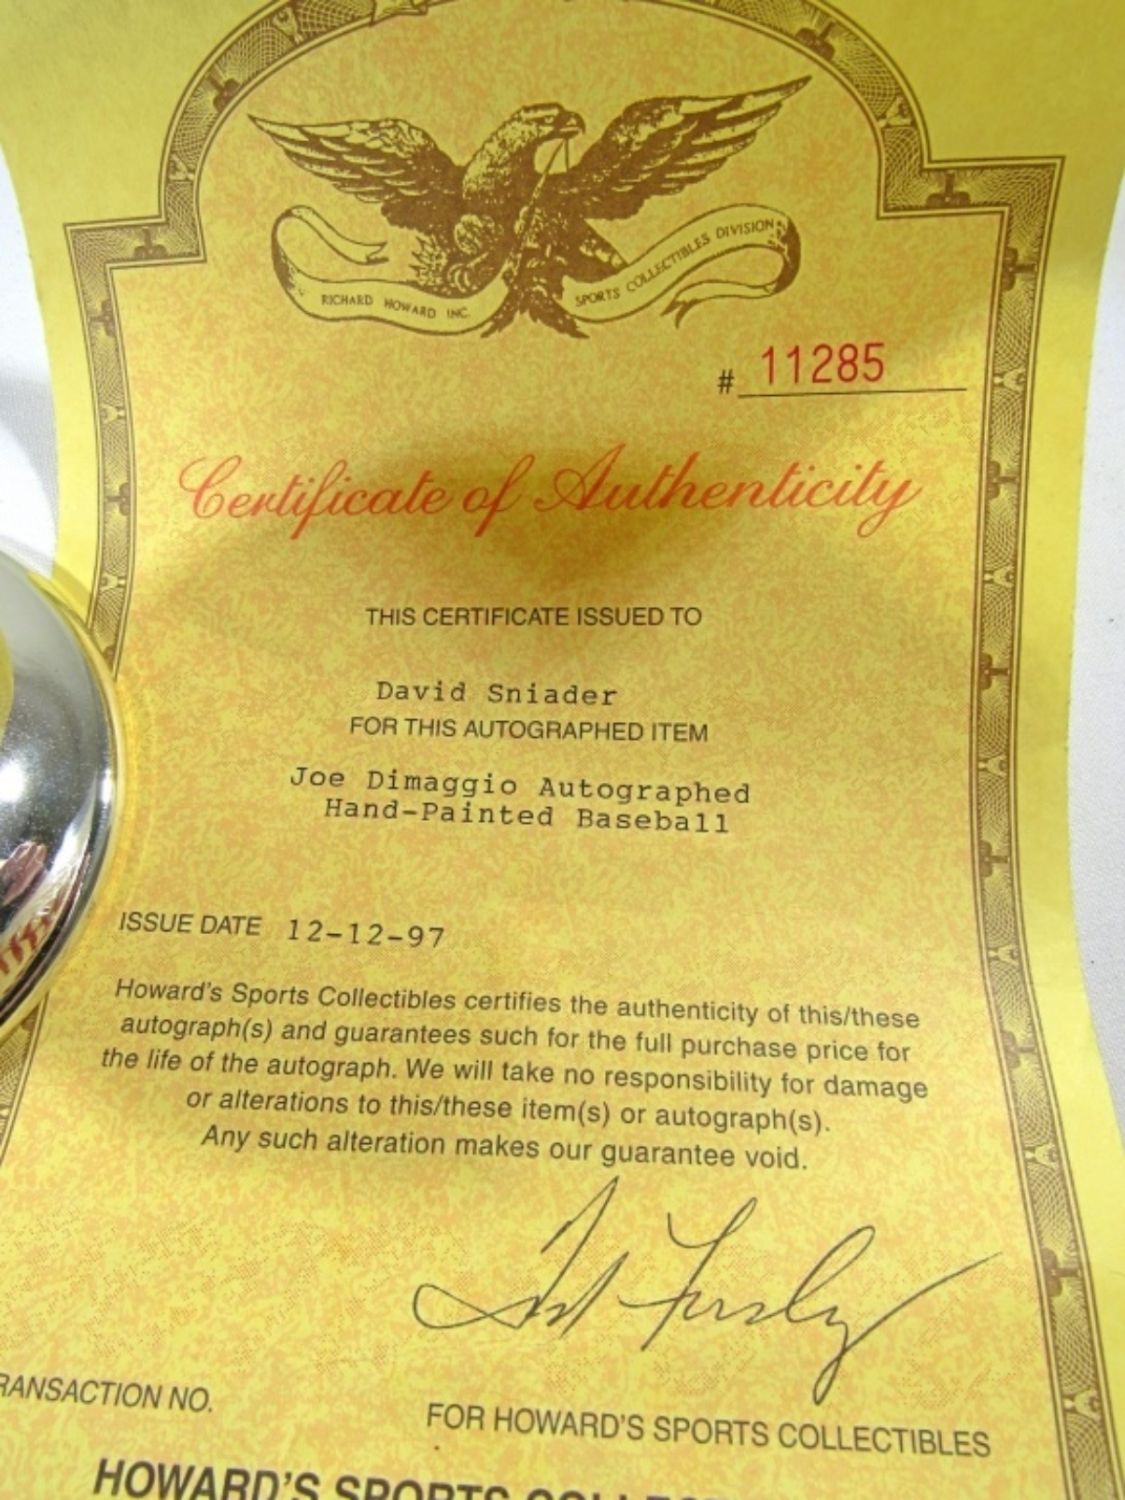 RICHARD HOWARD INC.
SPORTS COLLECTIBLES DIVISION
# 11285
Certificate of Authenticity
THIS CERTIFICATE ISSUED TO
David Sniader
FOR THIS AUTOGRAPHED ITEM
Joe Dimaggio Autographed
Hand-Painted Baseball
ISSUE DATE 12-12-97
Howard's Sports Collectibles certifies the authenticity of this/these
autograph(s) and guarantees such for the full purchase price for
the life of the autograph. We will take no responsibility for damage
or alterations to this/these item(s) or autograph(s).
Any such alteration makes our guarantee void.
RANSACTION NO.
FOR HOWARD'S SPORTS COLLECTIBLES
HOWARD'S SPORTS